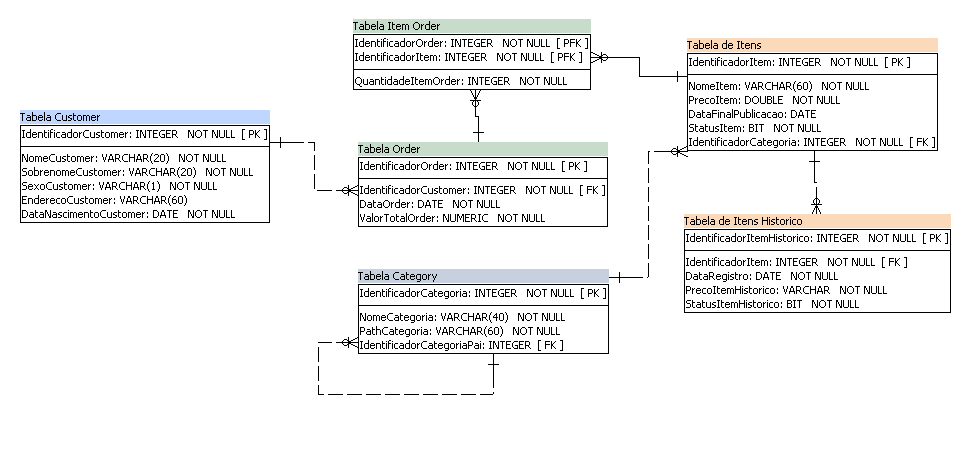 Tabela Item Order
IdentificadorOrder: INTEGER NOT NULL [ PFK ]
IdentificadorItem: INTEGER NOT NULL [ PFK ]
QuantidadeItemOrder: INTEGER NOT NULL
Tabela de Itens
IdentificadorItem: INTEGER NOT NULL [ PK ]
NomeItem: VARCHAR(60) NOT NULL
PrecoItem: DOUBLE NOT NULL
DataFinalPublicacao: DATE
StatusItem: BIT NOT NULL
IdentificadorCategoria: INTEGER NOT NULL [ FK ]
Tabela Customer
IdentificadorCustomer: INTEGER NOT NULL [ PK ]
NomeCustomer: VARCHAR(20) NOT NULL
SobrenomeCustomer: VARCHAR(20) NOT NULL
SexoCustomer: VARCHAR(1) NOT NULL
EnderecoCustomer: VARCHAR(60)
DataNascimentoCustomer: DATE NOT NULL
Tabela Order
IdentificadorOrder: INTEGER NOT NULL [ PK ]
IdentificadorCustomer: INTEGER NOT NULL [ FK ]
DataOrder: DATE NOT NULL
ValorTotalOrder: NUMERIC NOT NULL
Tabela de Itens Historico
IdentificadorItemHistorico: INTEGER NOT NULL [ PK ]
IdentificadorItem: INTEGER NOT NULL [ FK ]
DataRegistro: DATE NOT NULL
PrecoItemHistorico: VARCHAR NOT NULL
StatusItemHistorico: BIT NOT NULL
Tabela Category
IdentificadorCategoria: INTEGER NOT NULL [ PK ]
NomeCategoria: VARCHAR(40) NOT NULL
PathCategoria: VARCHAR(60) NOT NULL
IdentificadorCategoriaPai: INTEGER [ FK ]